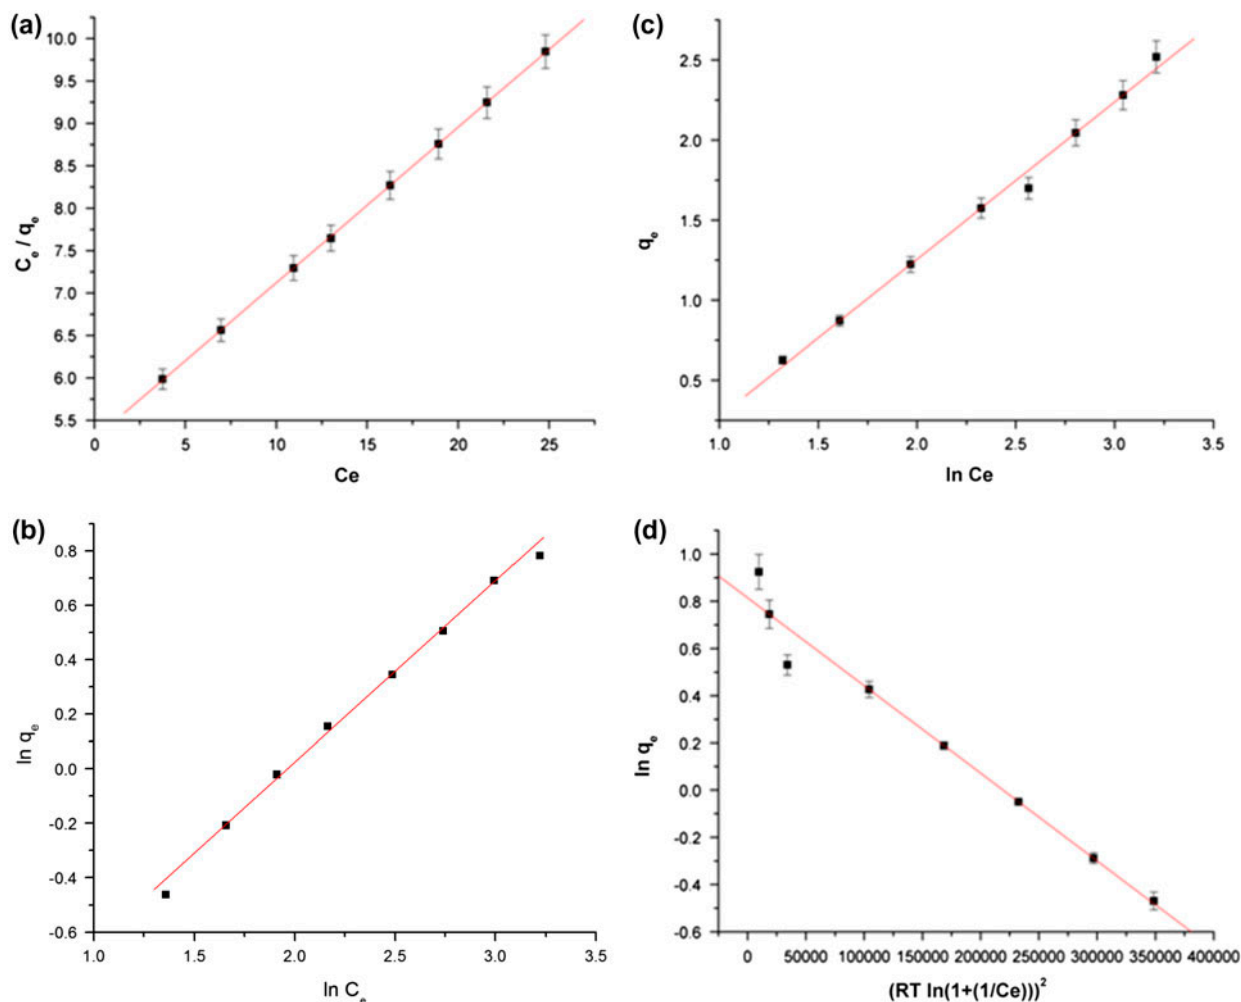 (a)
10.0
9.5
9.0
8.5
8.0
7.5
7.0
6.5
6.0
5.5
C_e / q_e
0 5 10 15 20 25
Ce
(c)
2.5
2.0
1.5
1.0
0.5
q_e
1.0 1.5 2.0 2.5 3.0 3.5
ln Ce
(b)
0.8
0.6
0.4
0.2
0.0
-0.2
-0.4
-0.6
ln q_e
1.0 1.5 2.0 2.5 3.0 3.5
ln C_e
(d)
1.0
0.8
0.6
0.4
0.2
0.0
-0.2
-0.4
-0.6
ln q_e
0 50000 100000 150000 200000 250000 300000 350000 400000
(RT ln(1+(1/Ce)))²